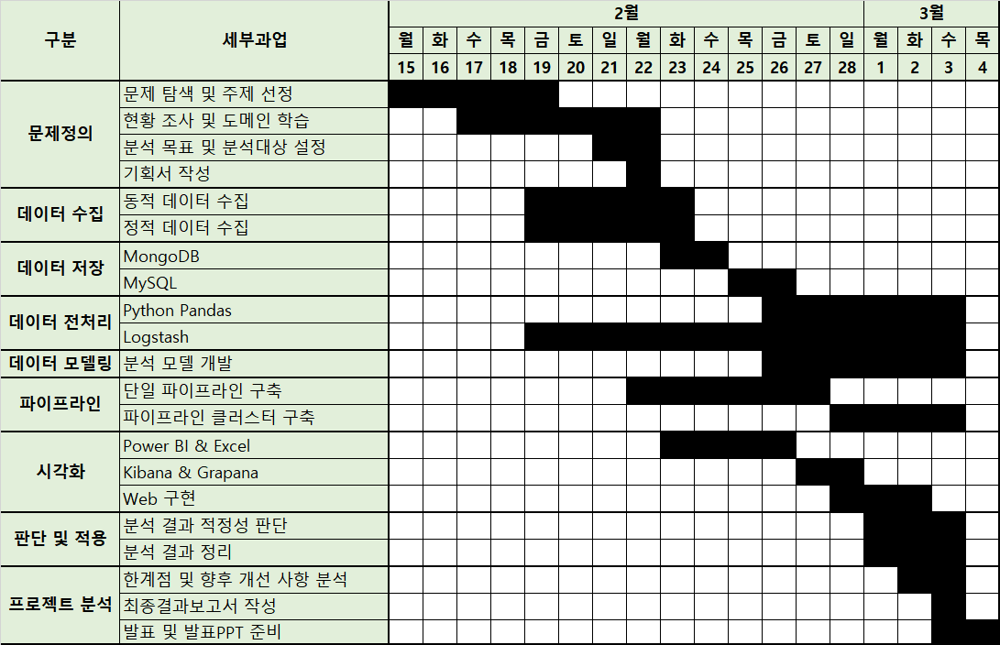 구분 세부과업 2월 3월
월 화 수 목 금 토 일 월 화 수 목 금 토 일 월 화 수 목
15 16 17 18 19 20 21 22 23 24 25 26 27 28 1 2 3 4
문제정의
문제 탐색 및 주제 선정
현황 조사 및 도메인 학습
분석 목표 및 분석대상 설정
기획서 작성
데이터 수집
동적 데이터 수집
정적 데이터 수집
데이터 저장
MongoDB
MySQL
데이터 전처리
Python Pandas
Logstash
데이터 모델링 분석 모델 개발
파이프라인
단일 파이프라인 구축
파이프라인 클러스터 구축
시각화
Power BI & Excel
Kibana & Grapana
Web 구현
판단 및 적용
분석 결과 적정성 판단
분석 결과 정리
프로젝트 분석
한계점 및 향후 개선 사항 분석
최종결과보고서 작성
발표 및 발표PPT 준비